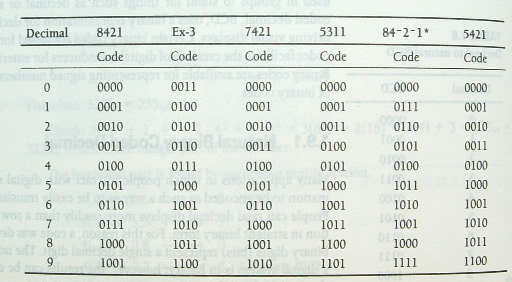 Decimal 8421 Ex-3 7421 5311 84-2-1* 5421
Code Code Code Code Code Code
0 0000 0011 0000 0000 0000 0000
1 0001 0100 0001 0001 0111 0001
2 0010 0101 0010 0011 0110 0010
3 0011 0110 0011 0100 0101 0011
4 0100 0111 0100 0101 0100 0100
5 0101 1000 0101 1000 1011 1000
6 0110 1001 0110 1001 1010 1001
7 0111 1010 1000 1011 1001 1010
8 1000 1011 1001 1100 1000 1011
9 1001 1100 1010 1101 1111 1100